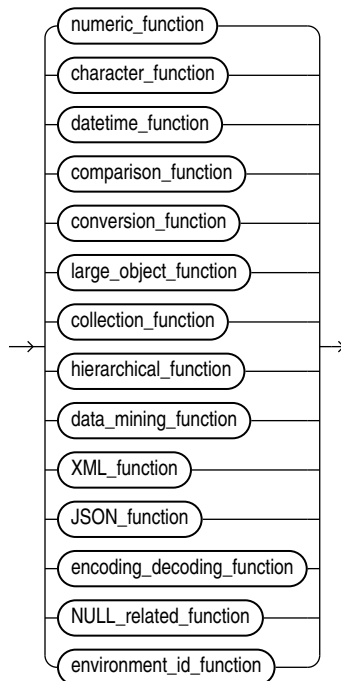 numeric_function
character_function
datetime_function
comparison_function
conversion_function
large_object_function
collection_function
hierarchical_function
data_mining_function
XML_function
JSON_function
encoding_decoding_function
NULL_related_function
environment_id_function